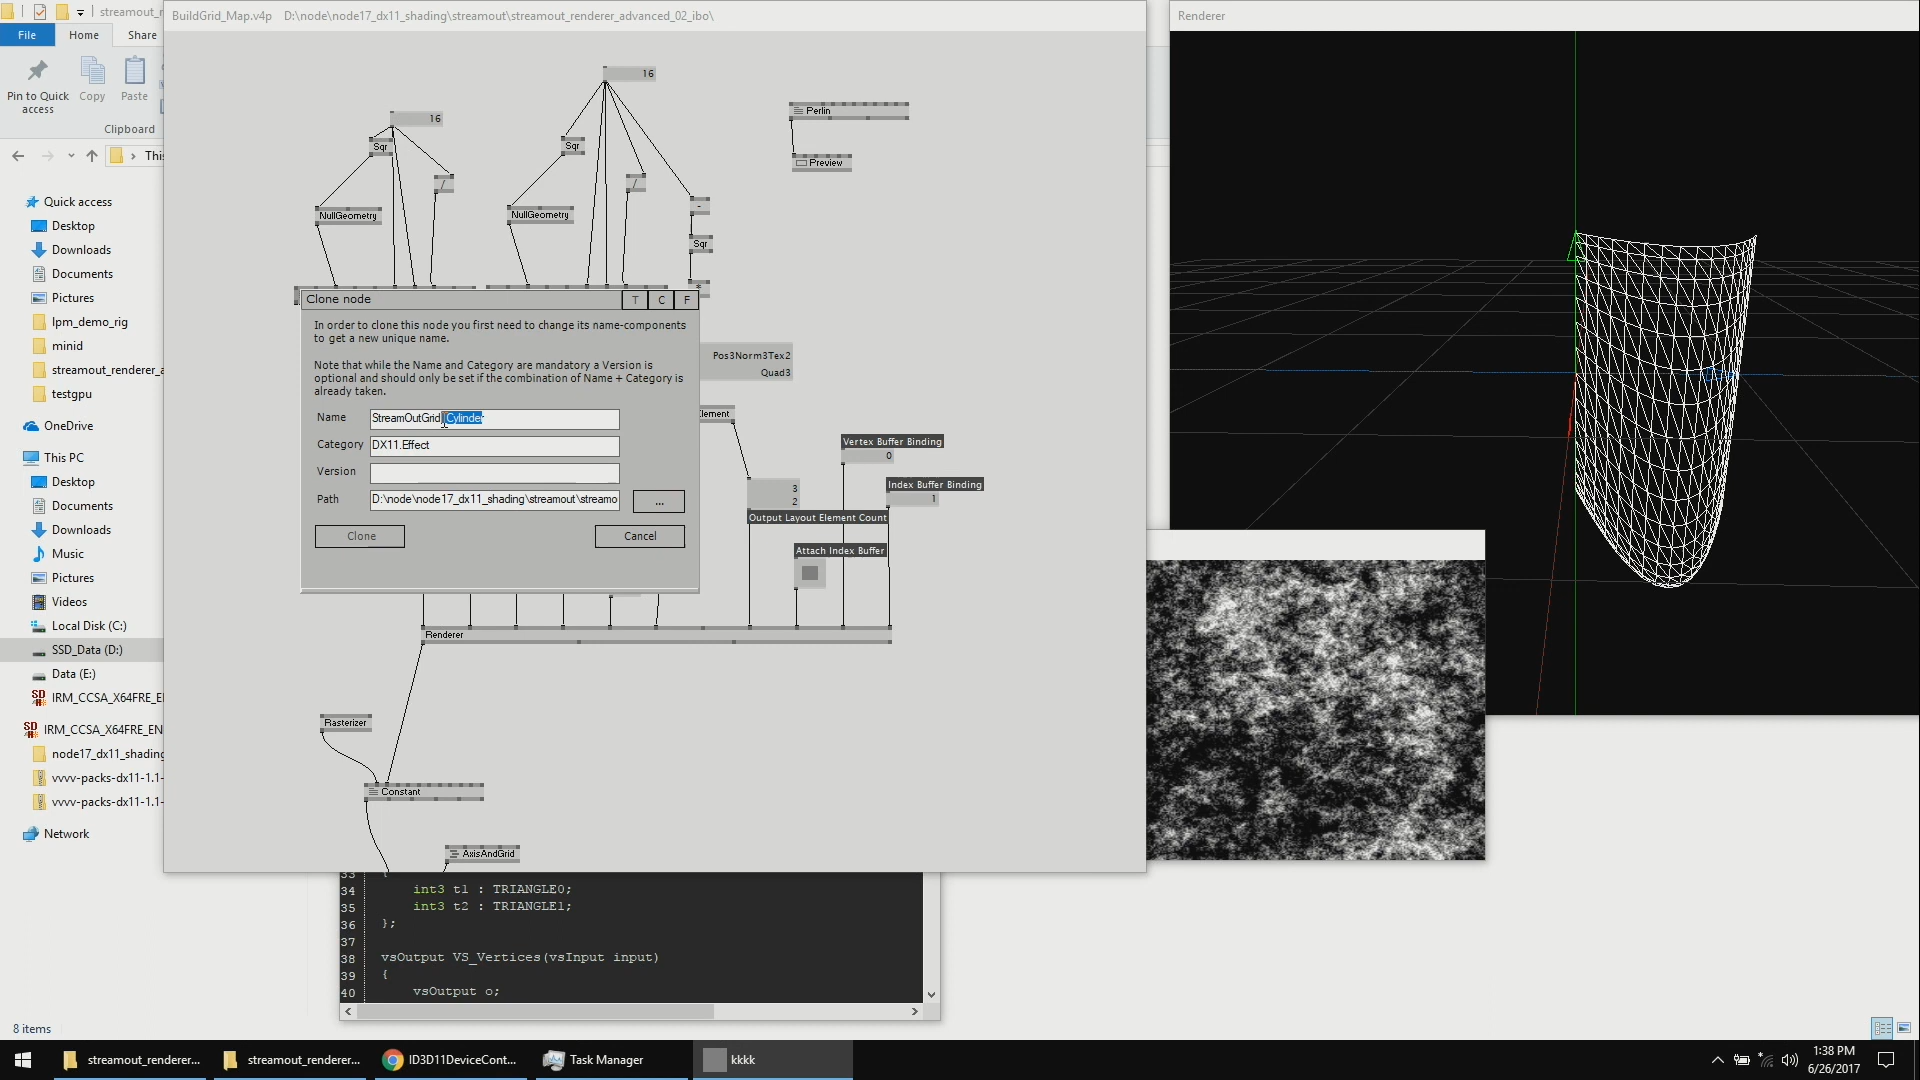 streamout_r
File
Home
Share
Pin to Quick access
Copy
Paste
Clipboard
This
Quick access
Desktop
Downloads
Documents
Pictures
lpm_demo_rig
minid
streamout_renderer_a
testgpu
OneDrive
This PC
Desktop
Documents
Downloads
Music
Pictures
Videos
Local Disk (C:)
SSD_Data (D:)
Data (E:)
IRM_CCSA_X64FRE_E
IRM_CCSA_X64FRE_EN
node17_dx11_shading
vvvv-packs-dx11-1.1-
vvvv-packs-dx11-1.1-
Network
8 items
BuildGrid_Map.v4p D:\node\node17_dx11_shading\streamout\streamout_renderer_advanced_02_ibo\
16
16
Perlin
Sqr
Sqr
Preview
/
/
-
NullGeometry
NullGeometry
Sqr
*
Clone node
T C F
In order to clone this node you first need to change its name-components
to get a new unique name.
Note that while the Name and Category are mandatory a Version is
optional and should only be set if the combination of Name + Category is
already taken.
Name StreamOutGrid_Cylinder
Category DX11.Effect
Version
Path D:\node\node17_dx11_shading\streamout\streamo ...
Clone Cancel
Pos3Norm3Tex2
Quad3
lement
Vertex Buffer Binding
0
Index Buffer Binding
1
3
2
Output Layout Element Count
Attach Index Buffer
Renderer
Rasterizer
Constant
AxisAndGrid
33 {
34 int3 t1 : TRIANGLE0;
35 int3 t2 : TRIANGLE1;
36 };
37
38 vsOutput VS_Vertices(vsInput input)
39 {
40 vsOutput o;
Renderer
streamout_renderer...
streamout_renderer...
ID3D11DeviceCont...
Task Manager
kkkk
1:38 PM
6/26/2017